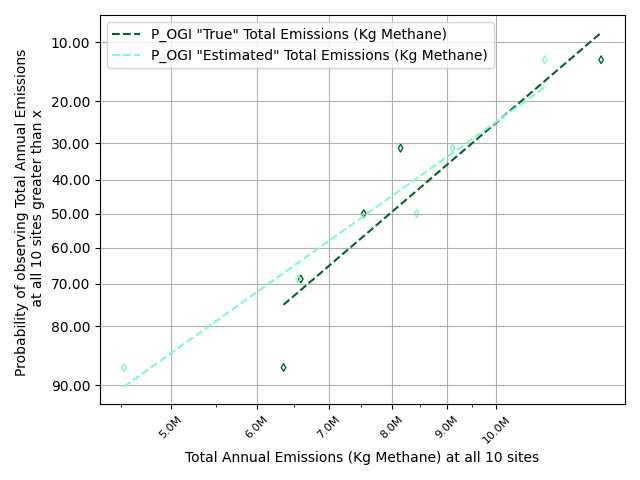 P_OGI "True" Total Emissions (Kg Methane)
P_OGI "Estimated" Total Emissions (Kg Methane)
Probability of observing Total Annual Emissions
at all 10 sites greater than x
10.00
20.00
30.00
40.00
50.00
60.00
70.00
80.00
90.00
5.0M
6.0M
7.0M
8.0M
9.0M
10.0M
Total Annual Emissions (Kg Methane) at all 10 sites